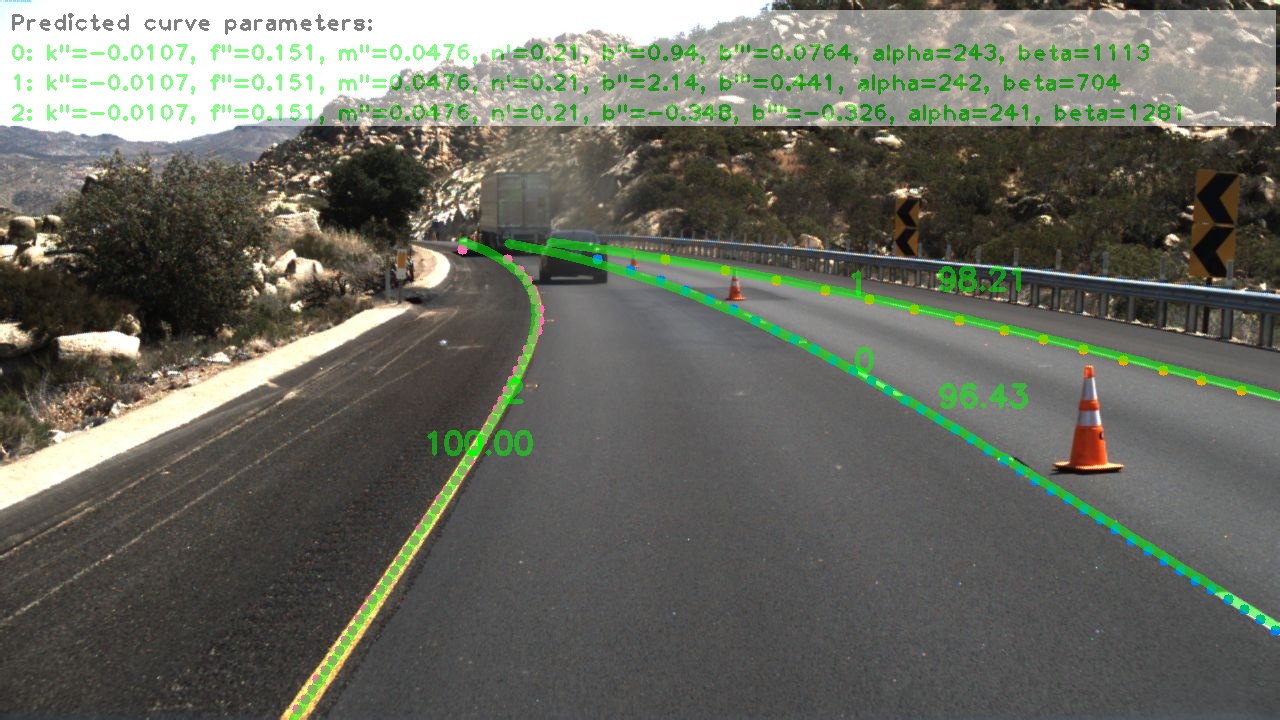 Predicted curve parameters:
0: k''=-0.0107, f''=0.151, m''=0.0476, n'=0.21, b''=0.94, b'''=0.0764, alpha=243, beta=1113
1: k''=-0.0107, f''=0.151, m''=0.0476, n'=0.21, b''=2.14, b'''=0.441, alpha=242, beta=704
2: k''=-0.0107, f''=0.151, m''=0.0476, n'=0.21, b''=-0.348, b'''=-0.326, alpha=241, beta=1281
1 98.21
0 96.43
2
100.00